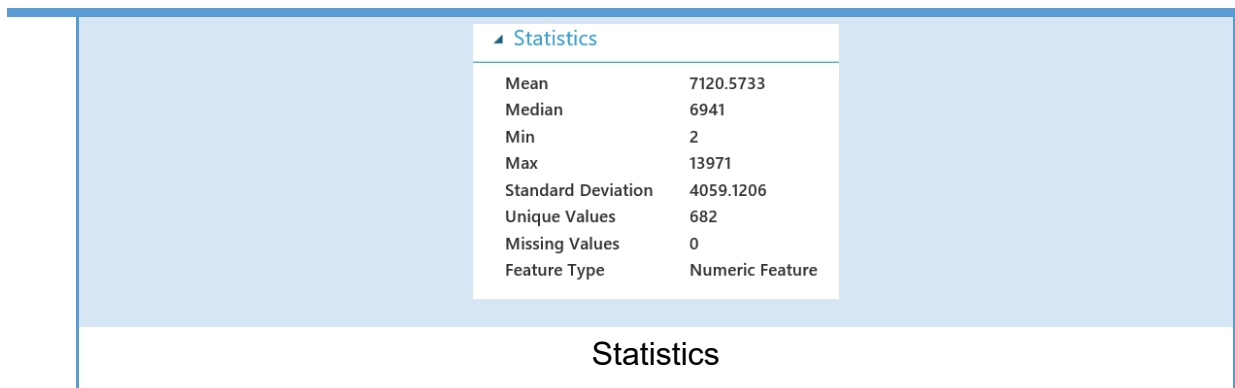 Statistics
Mean 7120.5733
Median 6941
Min 2
Max 13971
Standard Deviation 4059.1206
Unique Values 682
Missing Values 0
Feature Type Numeric Feature
Statistics